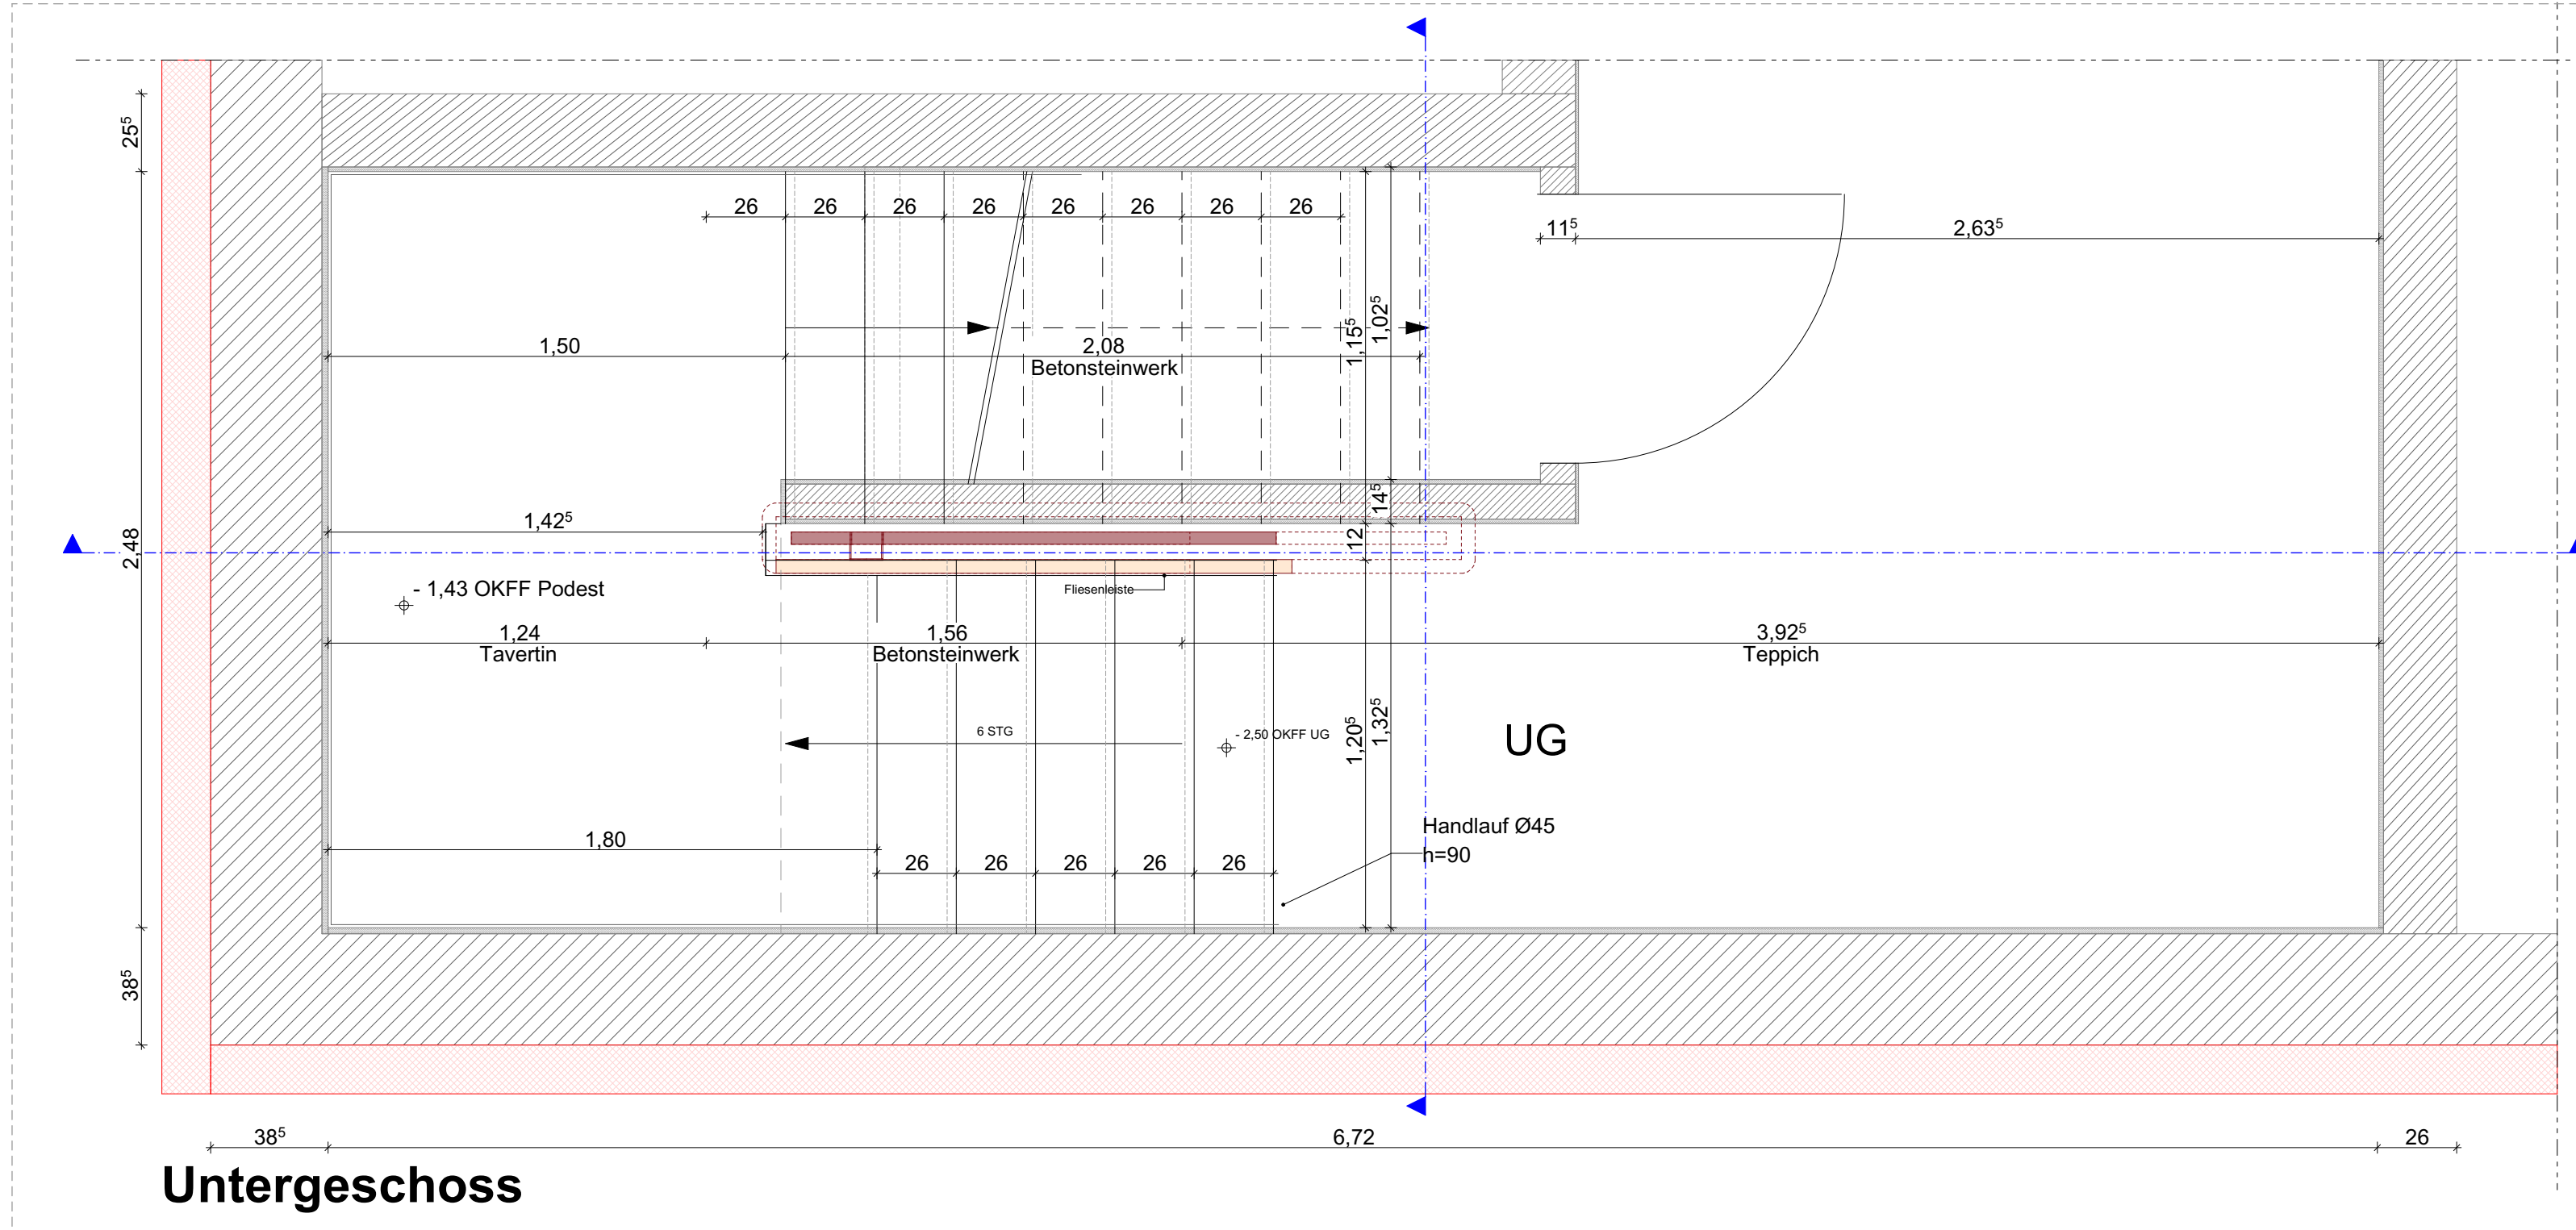 25⁵
26 26 26 26 26 26 26 26
11⁵ 2,63⁵
1,15⁵ 1,02⁵
1,50 2,08
Betonsteinwerk
14⁵
1,42⁵
12
2,48
- 1,43 OKFF Podest
Fliesenleiste
1,24 1,56 3,92⁵
Tavertin Betonsteinwerk Teppich
6 STG
- 2,50 OKFF UG
1,20⁵ 1,32⁵
UG
Handlauf Ø45
h=90
1,80
26 26 26 26 26
38⁵
38⁵ 6,72 26
Untergeschoss